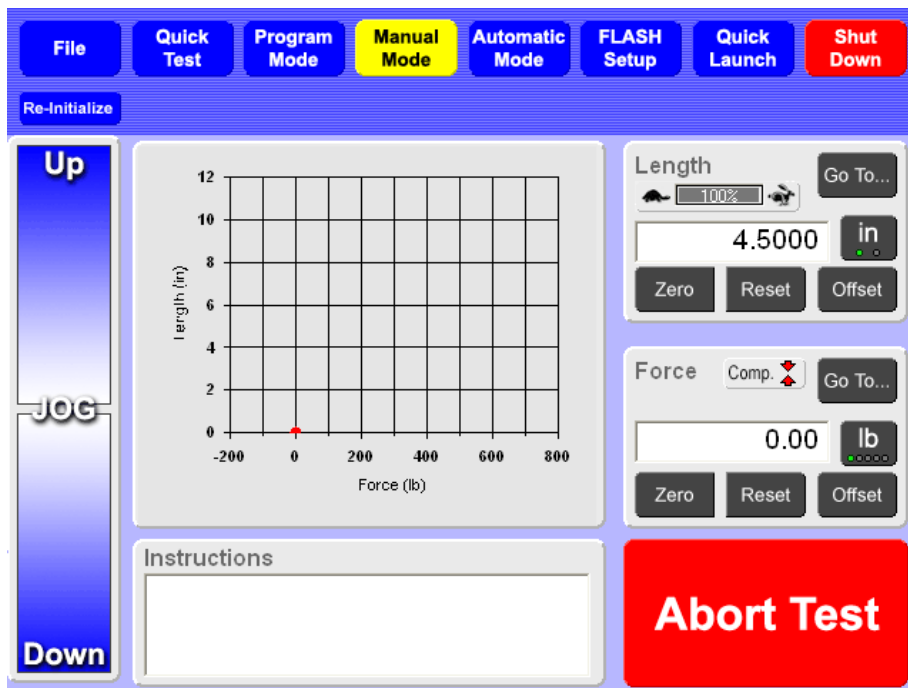 File
Quick
Test
Program
Mode
Manual
Mode
Automatic
Mode
FLASH
Setup
Quick
Launch
Shut
Down
Re-Initialize
Up
JOG
Down
12
10
8
6
4
2
0
Length (in)
-200 0 200 400 600 800
Force (lb)
Length
Go To...
100%
4.5000 in
Zero Reset Offset
Force Comp. Go To...
0.00 lb
Zero Reset Offset
Instructions
Abort Test